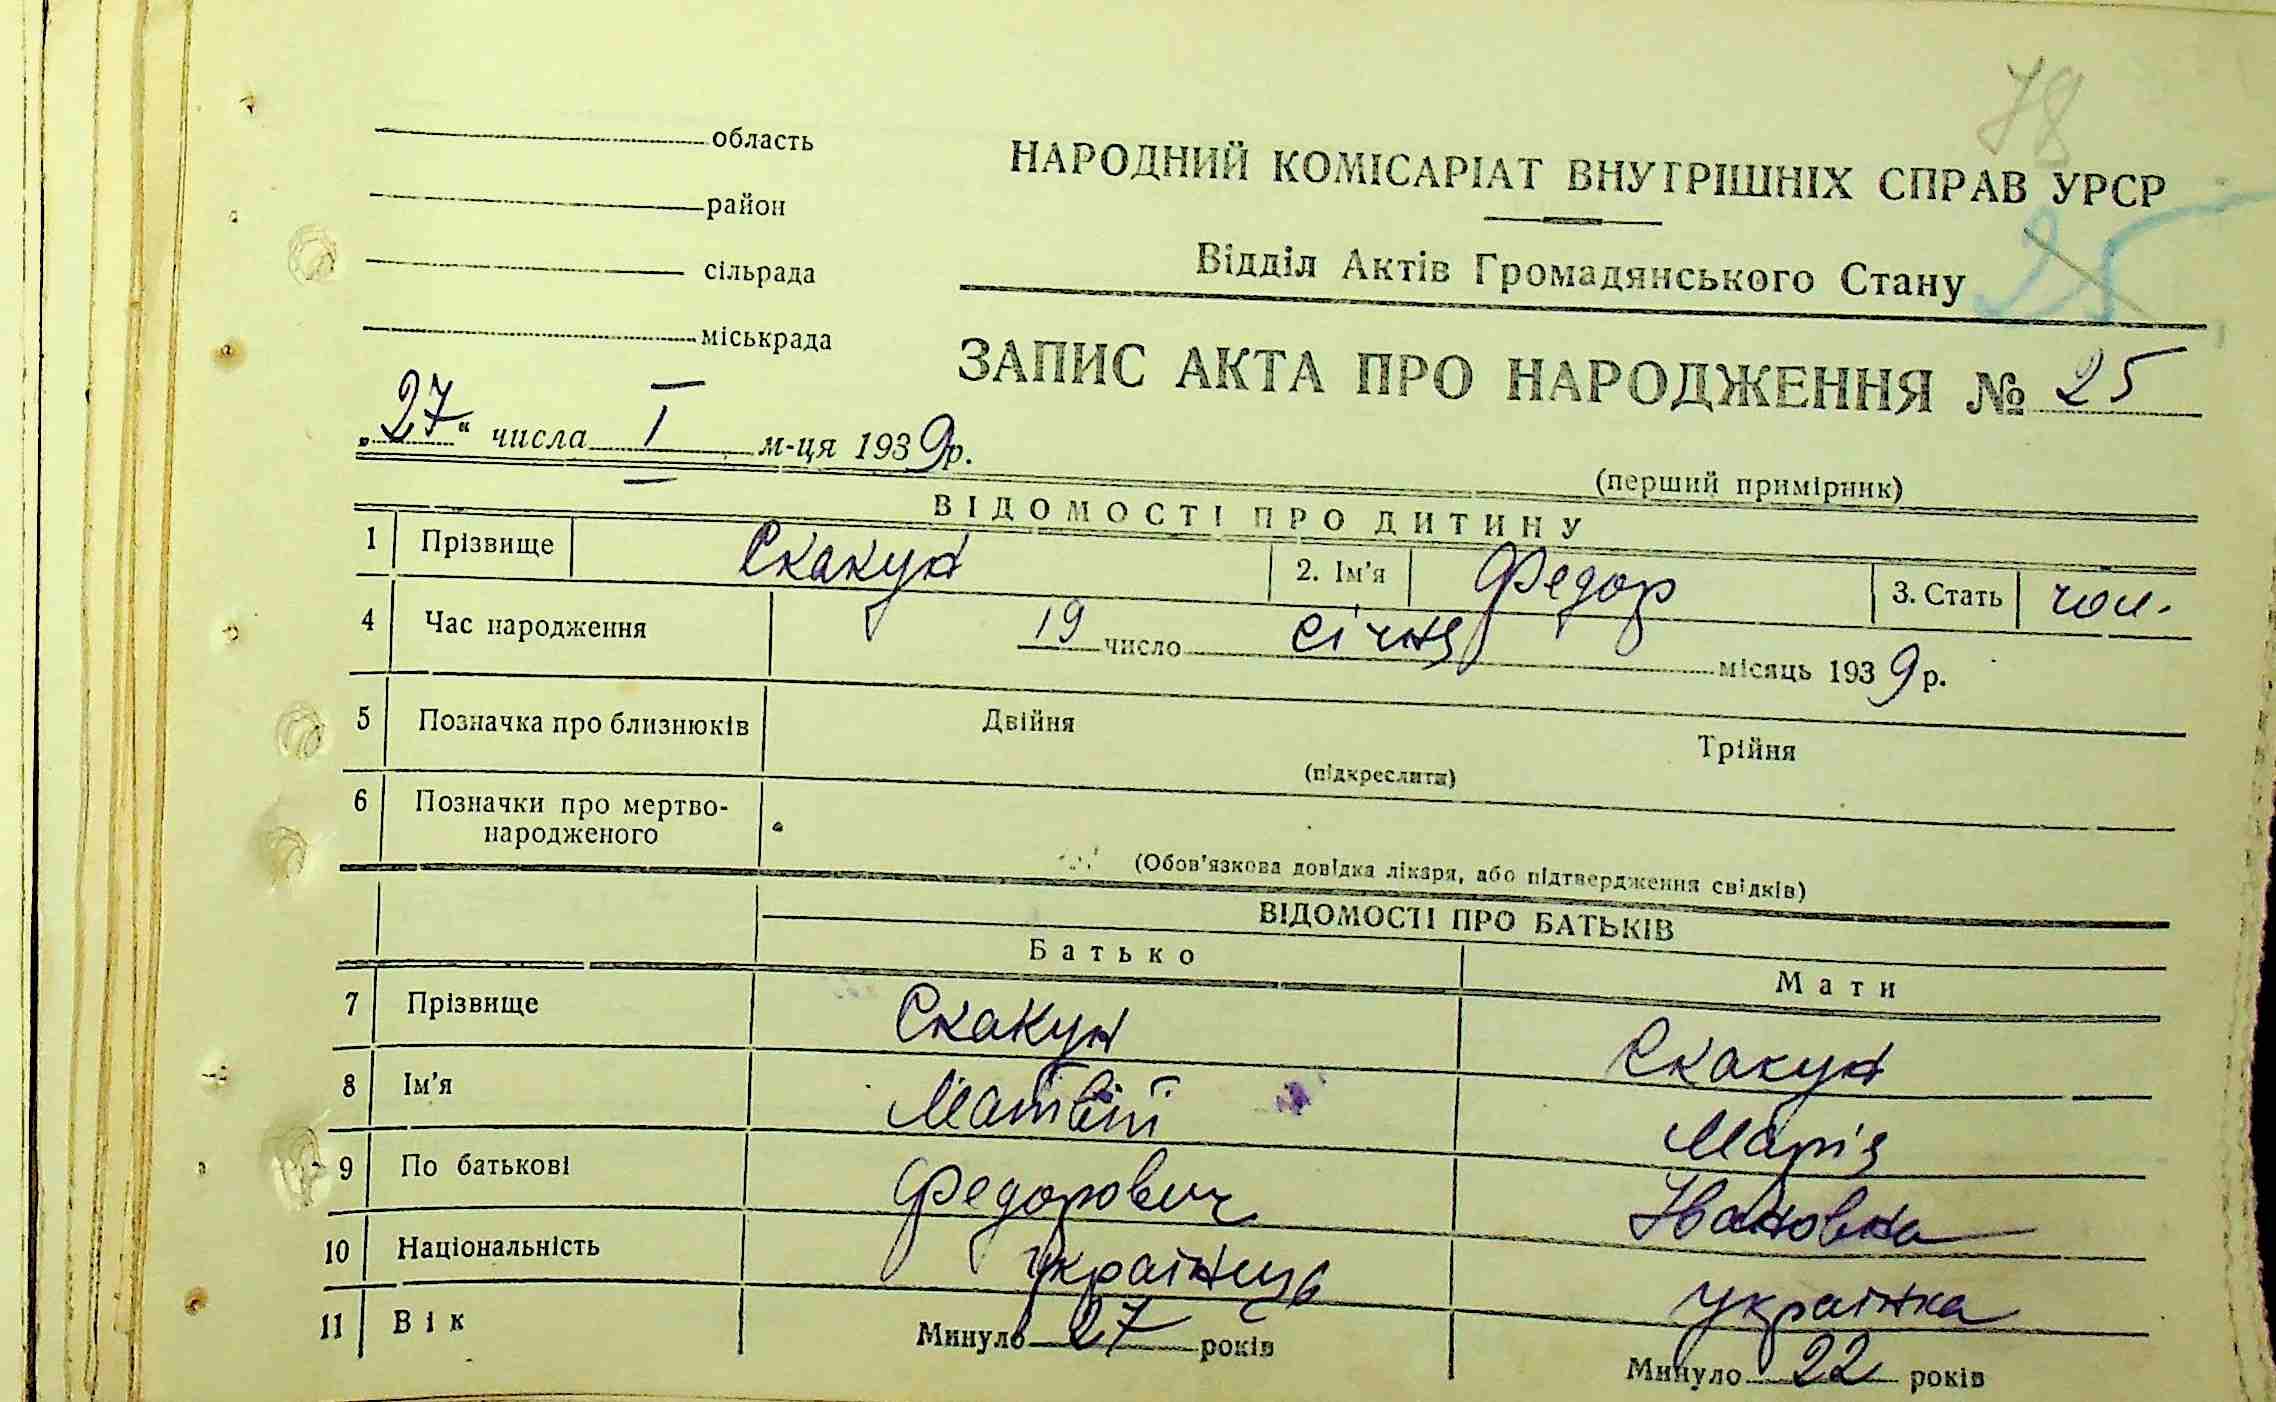 78
область
район
сільрада
міськрада
НАРОДНИЙ КОМІСАРІАТ ВНУТРІШНІХ СПРАВ УРСР
Відділ Актів Громадянського Стану
25
ЗАПИС АКТА ПРО НАРОДЖЕННЯ № 25
„27“ числа I м-ця 1939р.
(перший примірник)
ВІДОМОСТІ ПРО ДИТИНУ
1 Прізвище Скакун 2. Ім'я Федор 3. Стать чол.
4 Час народження 19 число січня місяць 1939р.
5 Позначка про близнюків Двійня Трійня
(підкреслити)
6 Позначки про мертво-
народженого
(Обов'язкова довідка лікаря, або підтвердження свідків)
ВІДОМОСТІ ПРО БАТЬКІВ
Батько Мати
7 Прізвище Скакун Скакун
8 Ім'я Матвій Марія
9 По батькові Федорович Івановна
10 Національність українець українка
11 Вік Минуло 27 років Минуло 22 років